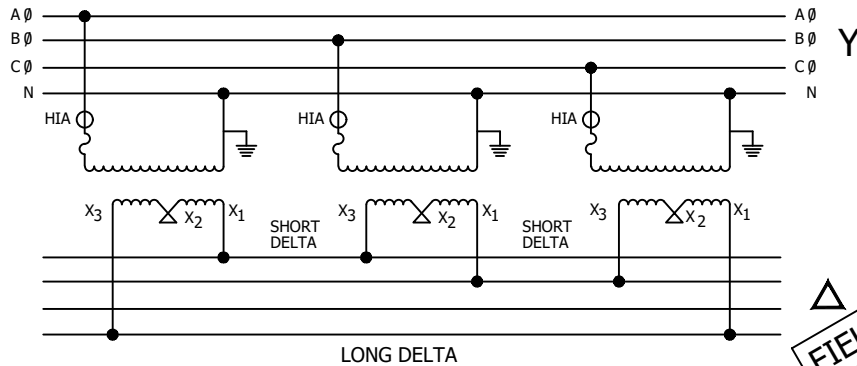 AØ AØ
BØ BØ Y
CØ CØ
N N
HIA HIA HIA
X3 X2 X1 X3 X2 X1 X3 X2 X1
SHORT DELTA SHORT DELTA
LONG DELTA